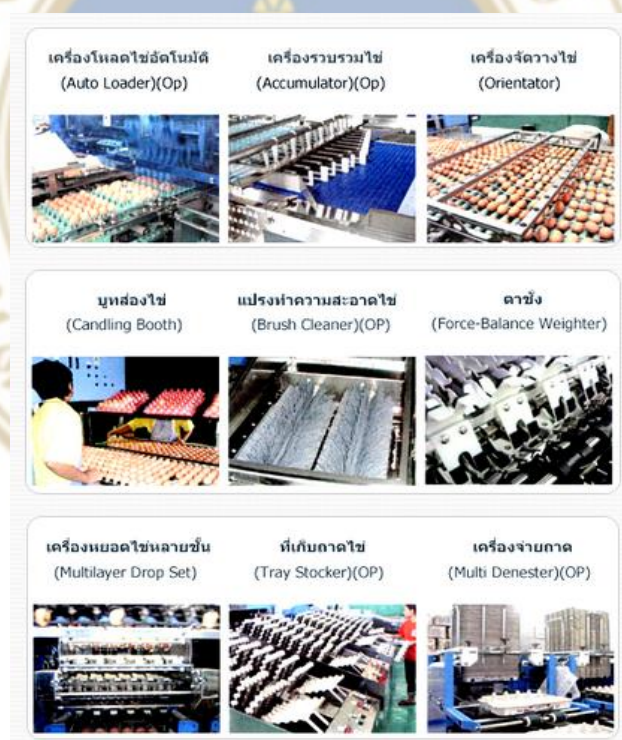 เครื่องโหลดไข่อัตโนมัติ
(Auto Loader)(Op)
เครื่องรวบรวมไข่
(Accumulator)(Op)
เครื่องจัดวางไข่
(Orientator)
บูทส่องไข่
(Candling Booth)
แปรงทำความสะอาดไข่
(Brush Cleaner)(OP)
ตาชั่ง
(Force-Balance Weighter)
เครื่องหยอดไข่หลายชั้น
(Multilayer Drop Set)
ที่เก็บถาดไข่
(Tray Stocker)(OP)
เครื่องจ่ายถาด
(Multi Denester)(OP)